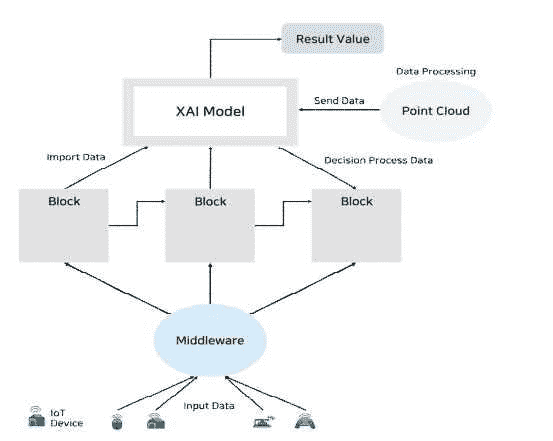 Result Value
Data Processing
XAI Model
Send Data
Point Cloud
Import Data
Decision Process Data
Block
Block
Block
Middleware
Input Data
IoT
Device